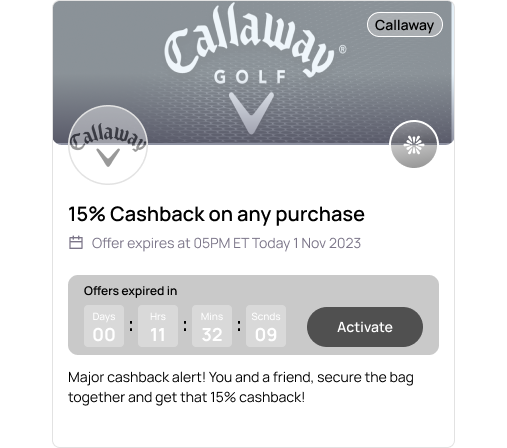 Callaway®
GOLF
Callaway
Callaway
15% Cashback on any purchase
Offer expires at 05PM ET Today 1 Nov 2023
Offers expired in
Days : Hrs : Mins : Scnds
00 11 32 09
Activate
Major cashback alert! You and a friend, secure the bag
together and get that 15% cashback!